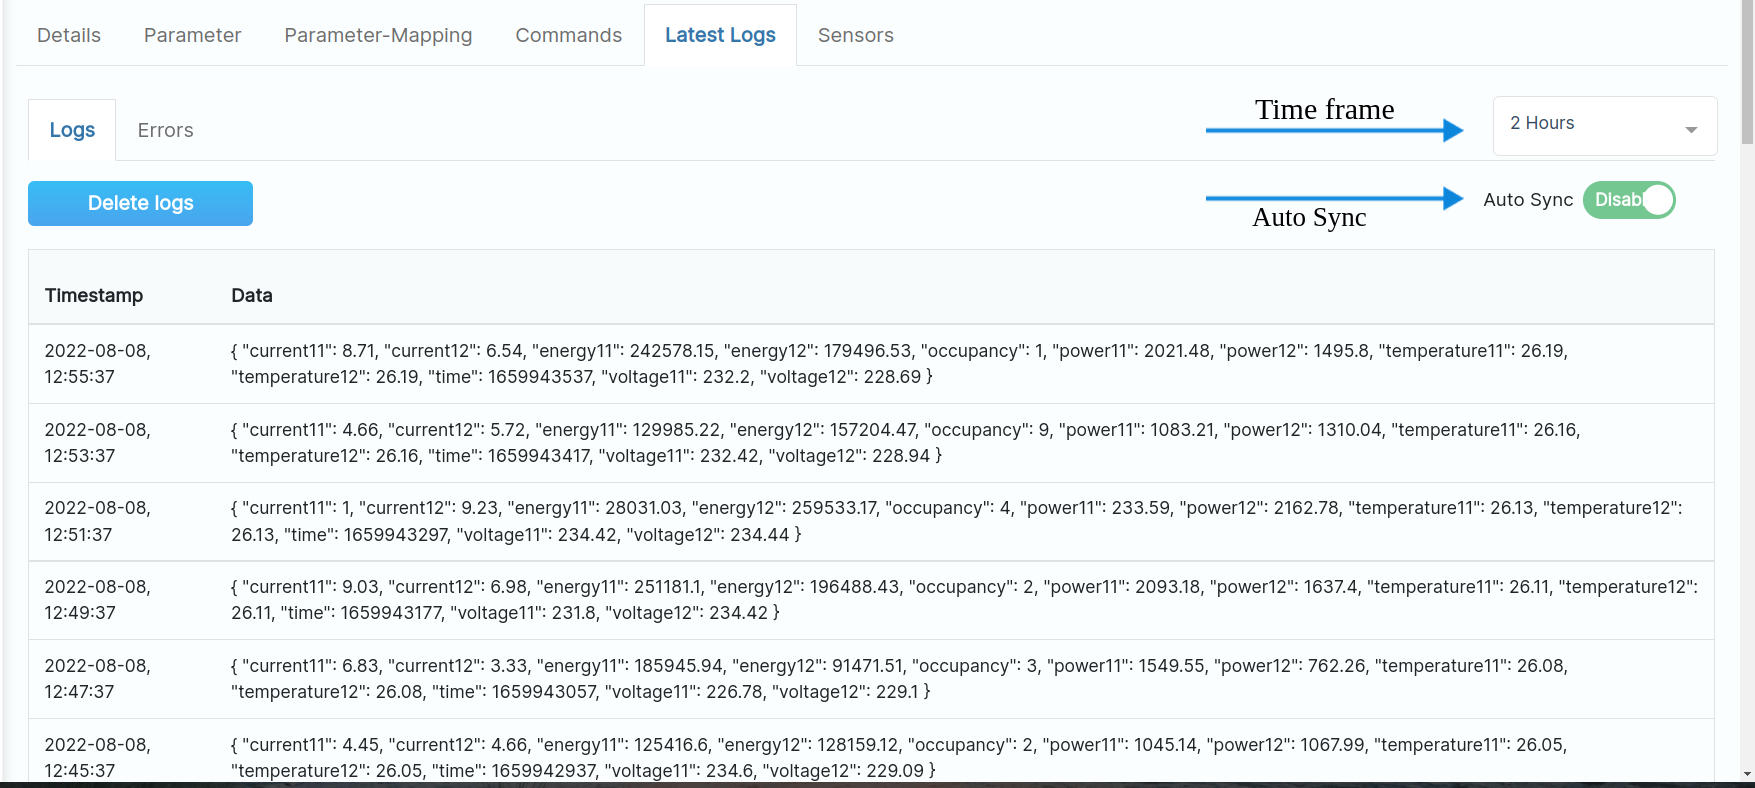 Details Parameter Parameter-Mapping Commands Latest Logs Sensors
Logs Errors
Time frame
2 Hours
Delete logs
Auto Sync
Auto Sync Disabl
Timestamp Data
2022-08-08, { "current11": 8.71, "current12": 6.54, "energy11": 242578.15, "energy12": 179496.53, "occupancy": 1, "power11": 2021.48, "power12": 1495.8, "temperature11": 26.19,
12:55:37 "temperature12": 26.19, "time": 1659943537, "voltage11": 232.2, "voltage12": 228.69 }
2022-08-08, { "current11": 4.66, "current12": 5.72, "energy11": 129985.22, "energy12": 157204.47, "occupancy": 9, "power11": 1083.21, "power12": 1310.04, "temperature11": 26.16,
12:53:37 "temperature12": 26.16, "time": 1659943417, "voltage11": 232.42, "voltage12": 228.94 }
2022-08-08, { "current11": 1, "current12": 9.23, "energy11": 28031.03, "energy12": 259533.17, "occupancy": 4, "power11": 233.59, "power12": 2162.78, "temperature11": 26.13, "temperature12":
12:51:37 26.13, "time": 1659943297, "voltage11": 234.42, "voltage12": 234.44 }
2022-08-08, { "current11": 9.03, "current12": 6.98, "energy11": 251181.1, "energy12": 196488.43, "occupancy": 2, "power11": 2093.18, "power12": 1637.4, "temperature11": 26.11, "temperature12":
12:49:37 26.11, "time": 1659943177, "voltage11": 231.8, "voltage12": 234.42 }
2022-08-08, { "current11": 6.83, "current12": 3.33, "energy11": 185945.94, "energy12": 91471.51, "occupancy": 3, "power11": 1549.55, "power12": 762.26, "temperature11": 26.08,
12:47:37 "temperature12": 26.08, "time": 1659943057, "voltage11": 226.78, "voltage12": 229.1 }
2022-08-08, { "current11": 4.45, "current12": 4.66, "energy11": 125416.6, "energy12": 128159.12, "occupancy": 2, "power11": 1045.14, "power12": 1067.99, "temperature11": 26.05,
12:45:37 "temperature12": 26.05, "time": 1659942937, "voltage11": 234.6, "voltage12": 229.09 }